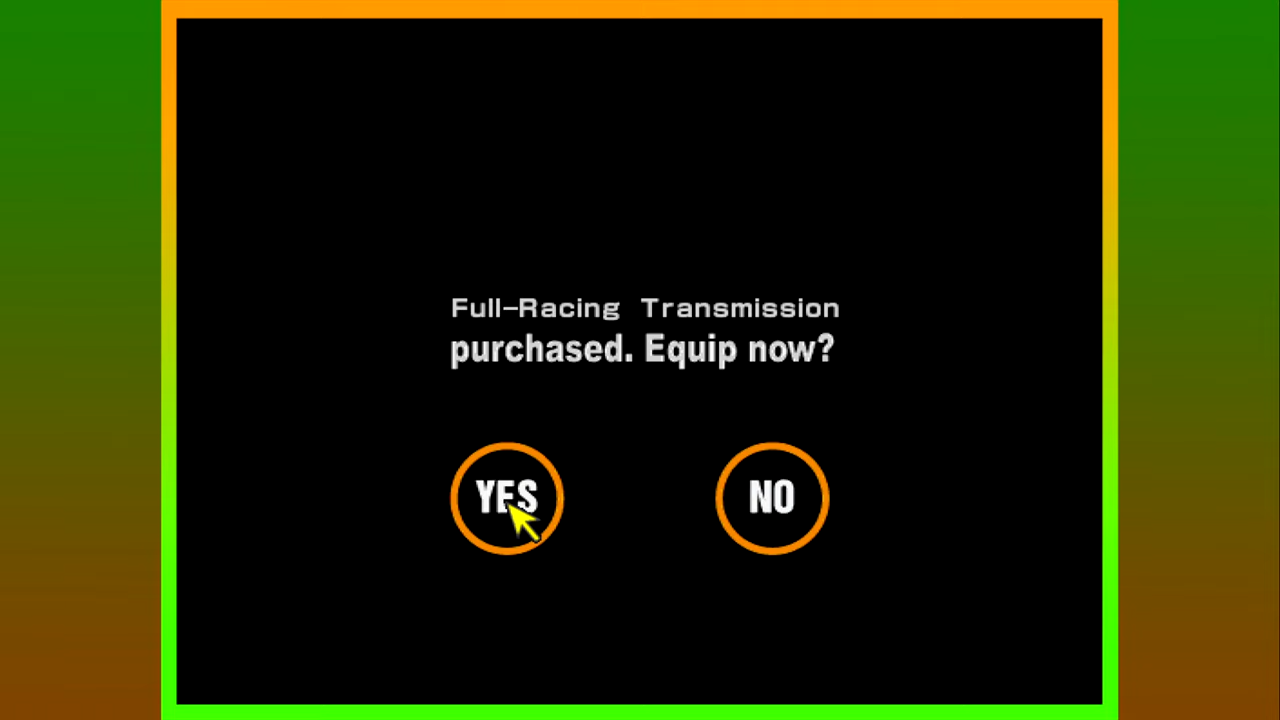 Full-Racing Transmission
purchased. Equip now?
YES NO